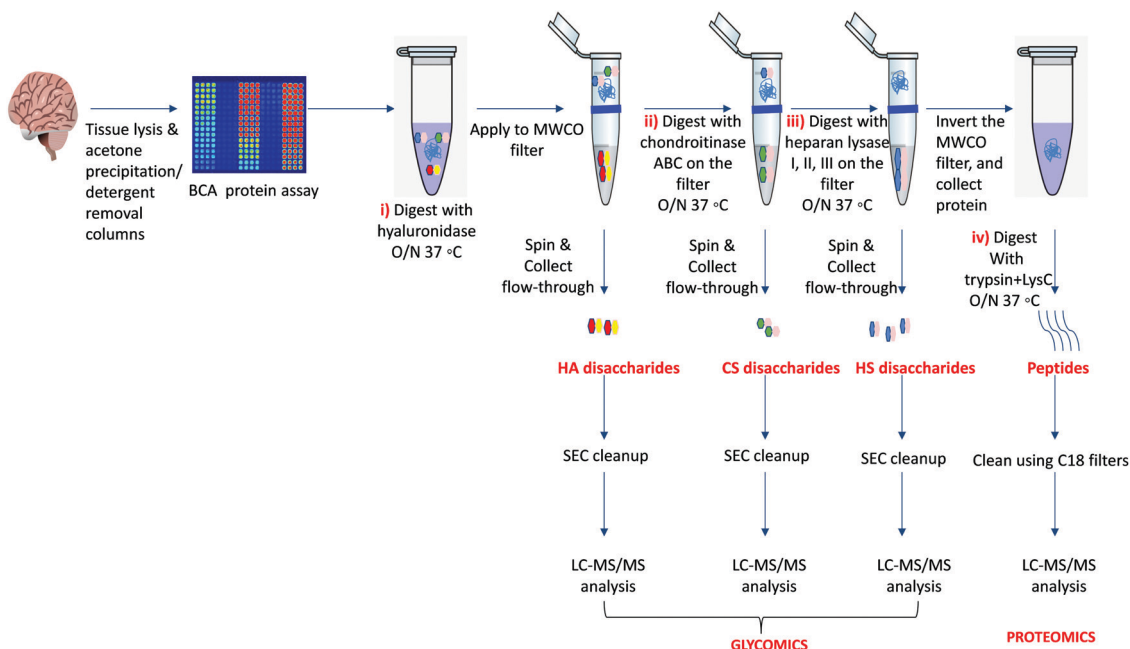 Tissue lysis &
acetone
precipitation/
detergent
removal
columns
BCA protein assay
i) Digest with
hyaluronidase
O/N 37 ∘C
Apply to MWCO
filter
ii) Digest with
chondroitinase
ABC on the
filter
O/N 37 ∘C
iii) Digest with
heparan lysase
I, II, III on the
filter
O/N 37 ∘C
Invert the
MWCO
filter, and
collect
protein
Spin &
Collect
flow-through
Spin &
Collect
flow-through
Spin &
Collect
flow-through
iv) Digest
With
trypsin+LysC
O/N 37 ∘C
HA disaccharides
CS disaccharides
HS disaccharides
Peptides
SEC cleanup
SEC cleanup
SEC cleanup
Clean using C18 filters
LC-MS/MS
analysis
LC-MS/MS
analysis
LC-MS/MS
analysis
LC-MS/MS
analysis
GLYCOMICS
PROTEOMICS